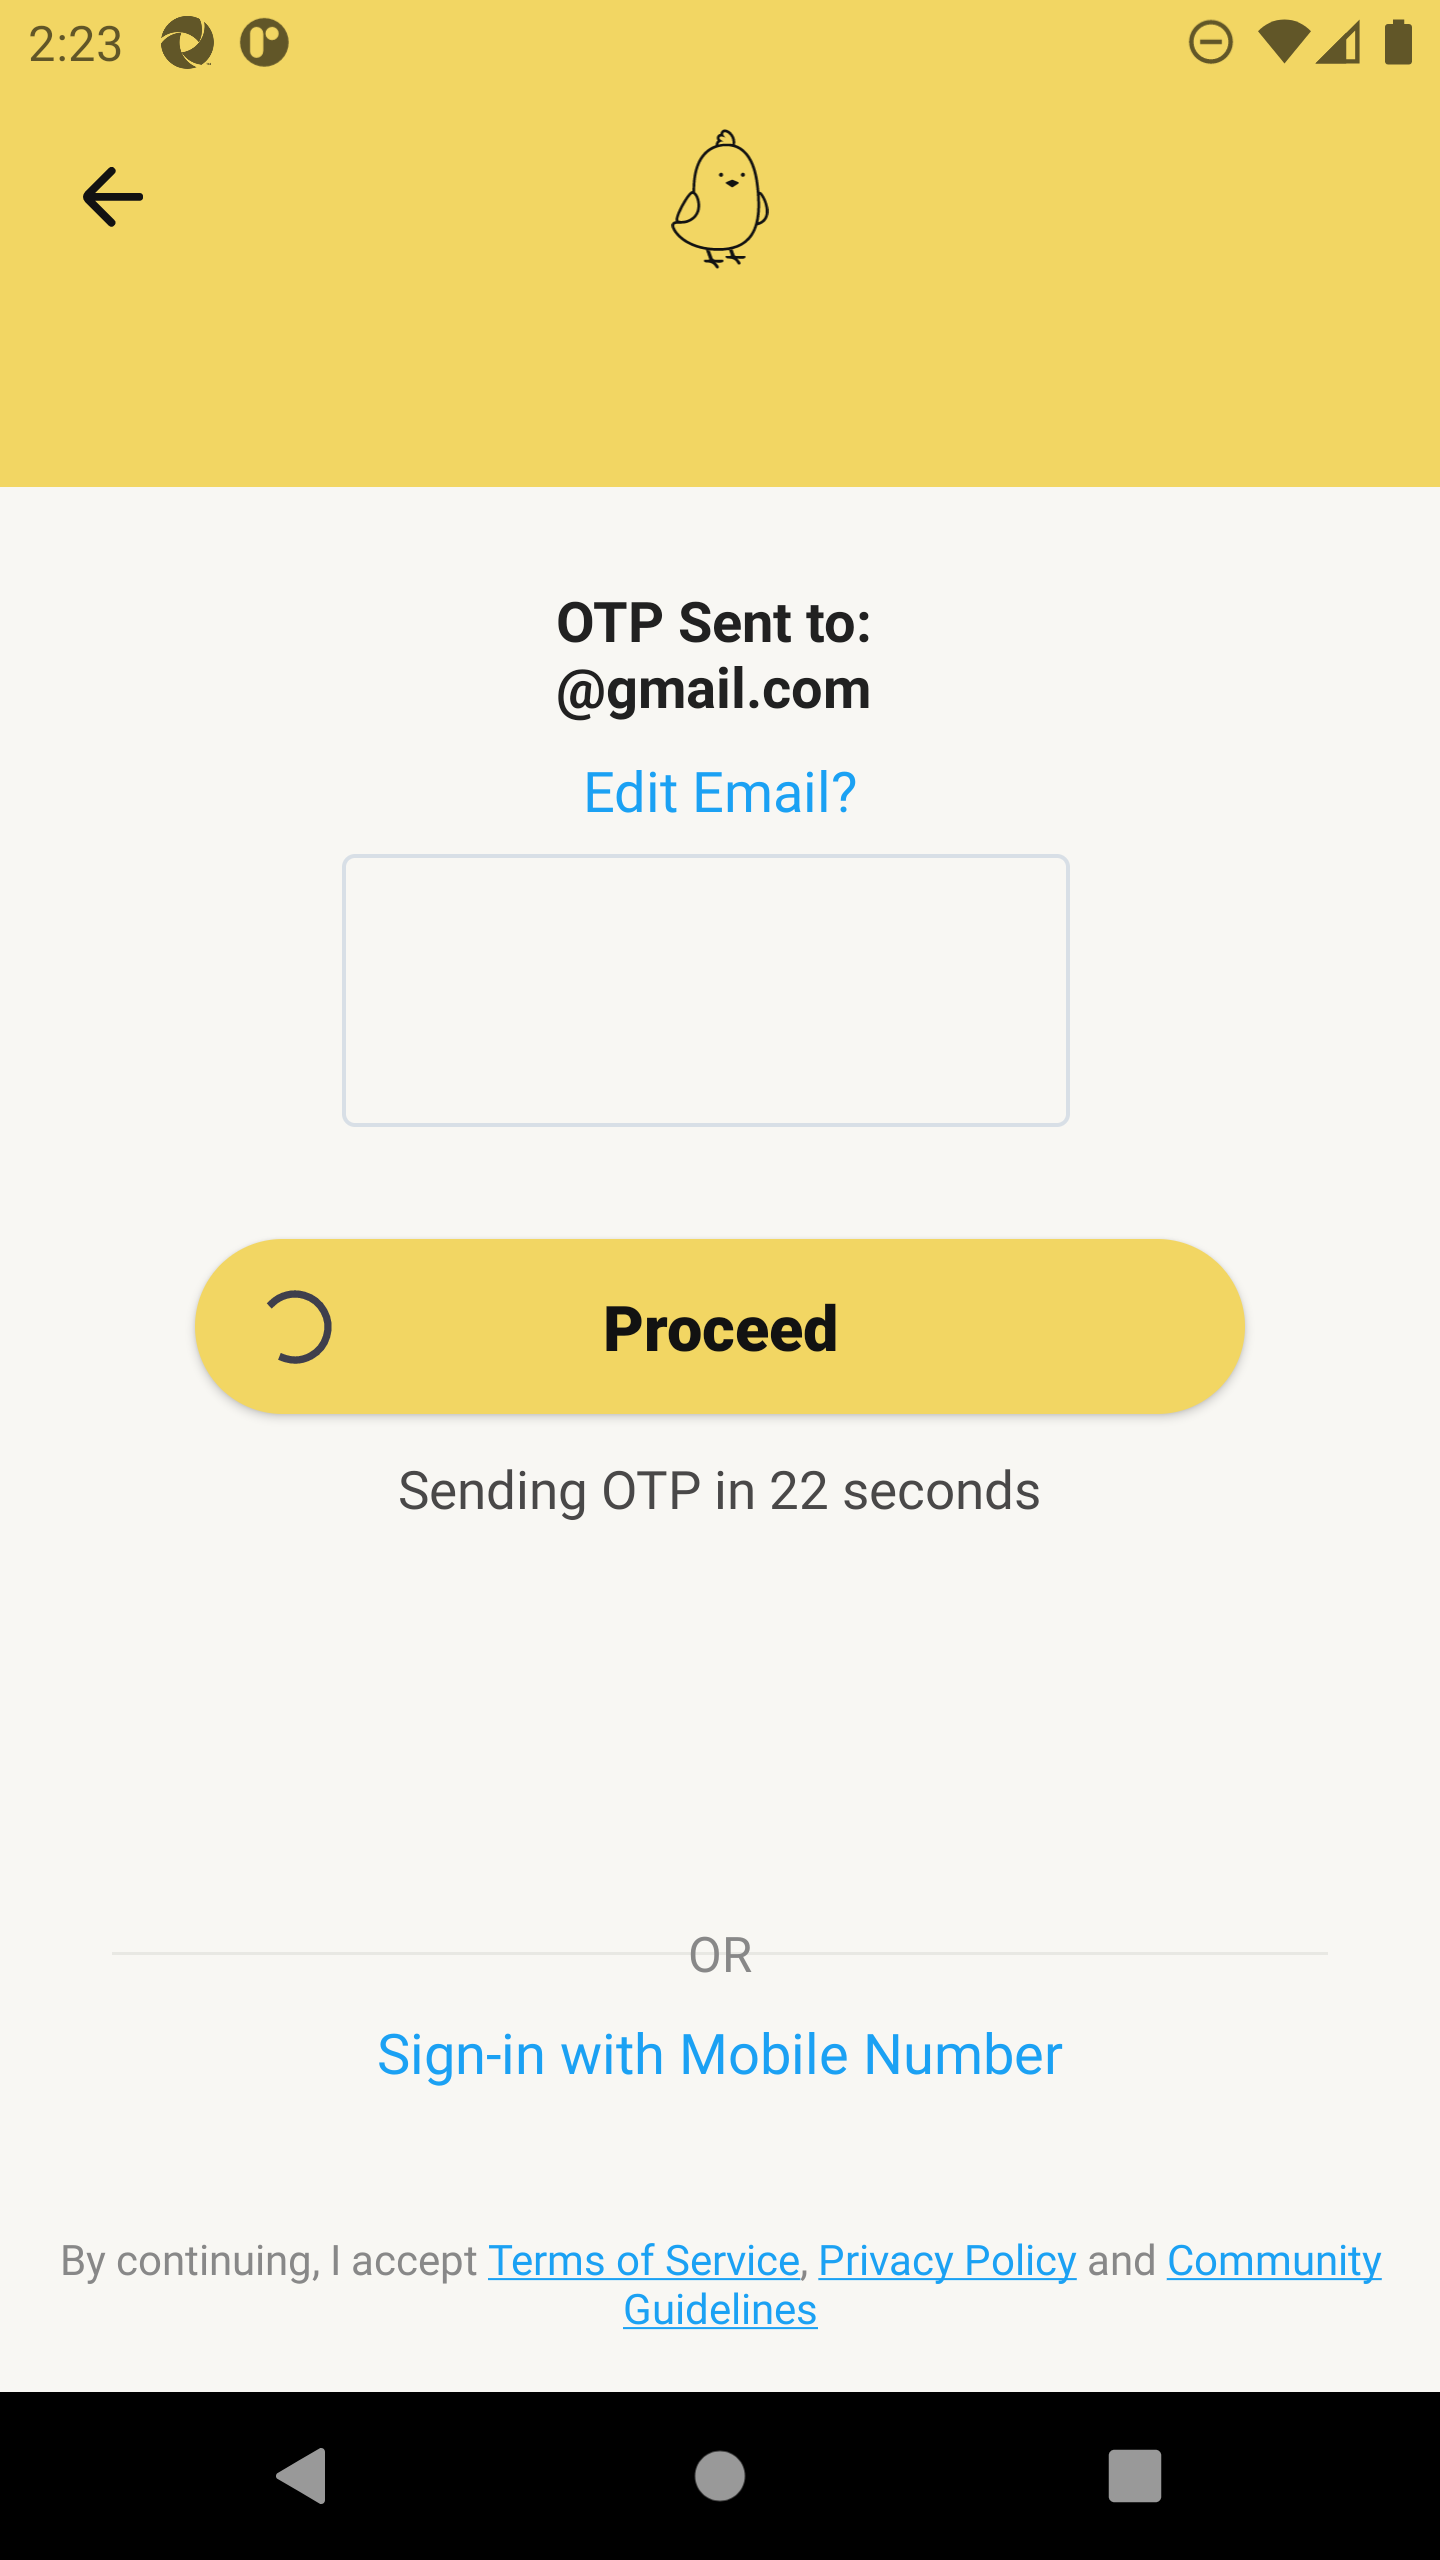 2:23
OTP Sent to:
@gmail.com
Edit Email?
Proceed
Sending OTP in 22 seconds
OR
Sign-in with Mobile Number
By continuing, I accept Terms of Service, Privacy Policy and Community
Guidelines